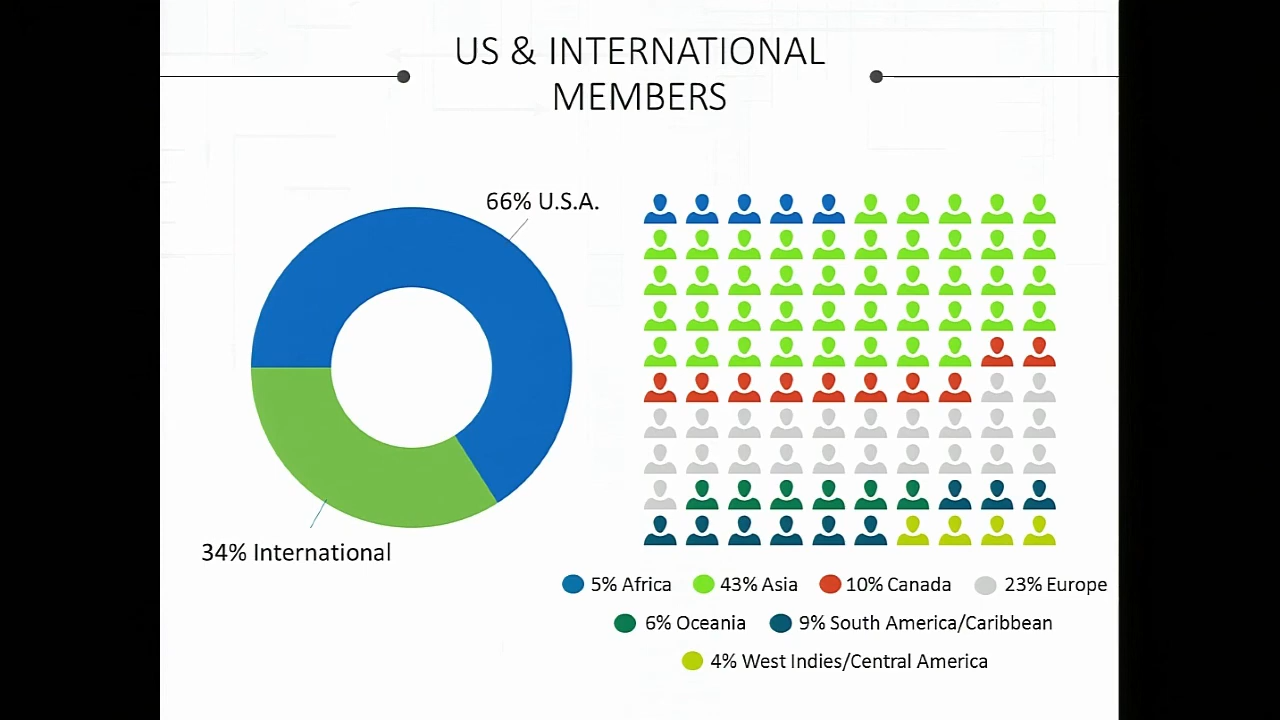 US & INTERNATIONAL
MEMBERS
66% U.S.A.
34% International
5% Africa
43% Asia
10% Canada
23% Europe
6% Oceania
9% South America/Caribbean
4% West Indies/Central America